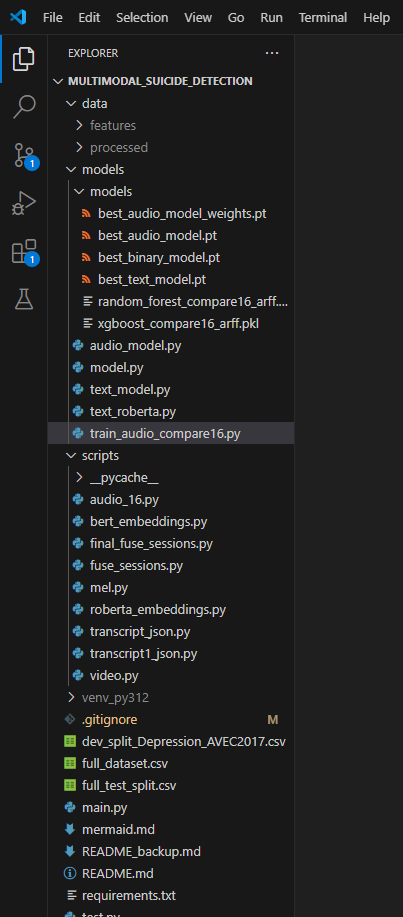 File Edit View Go Run Terminal Help
EXPLORER ...
MULTIMODAL_SUICIDE_DETECTION
data
features
processed
models
models
best_audio_model_weights.pt
best_audio_model.pt
best_binary_model.pt
best_text_model.pt
random_forest_compare16_arff....
xgboost_compare16_arff.pkl
audio_model.py
model.py
text_model.py
text_roberta.py
train_audio_compare16.py
scripts
__pycache__
audio_16.py
bert_embeddings.py
final_fuse_sessions.py
fuse_sessions.py
mel.py
roberta_embeddings.py
transcript_json.py
transcript1_json.py
video.py
venv_py312
.gitignore M
dev_split_Depression_AVEC2017.csv
full_dataset.csv
full_test_split.csv
main.py
mermaid.md
README_backup.md
README.md
requirements.txt
test.py
1
1